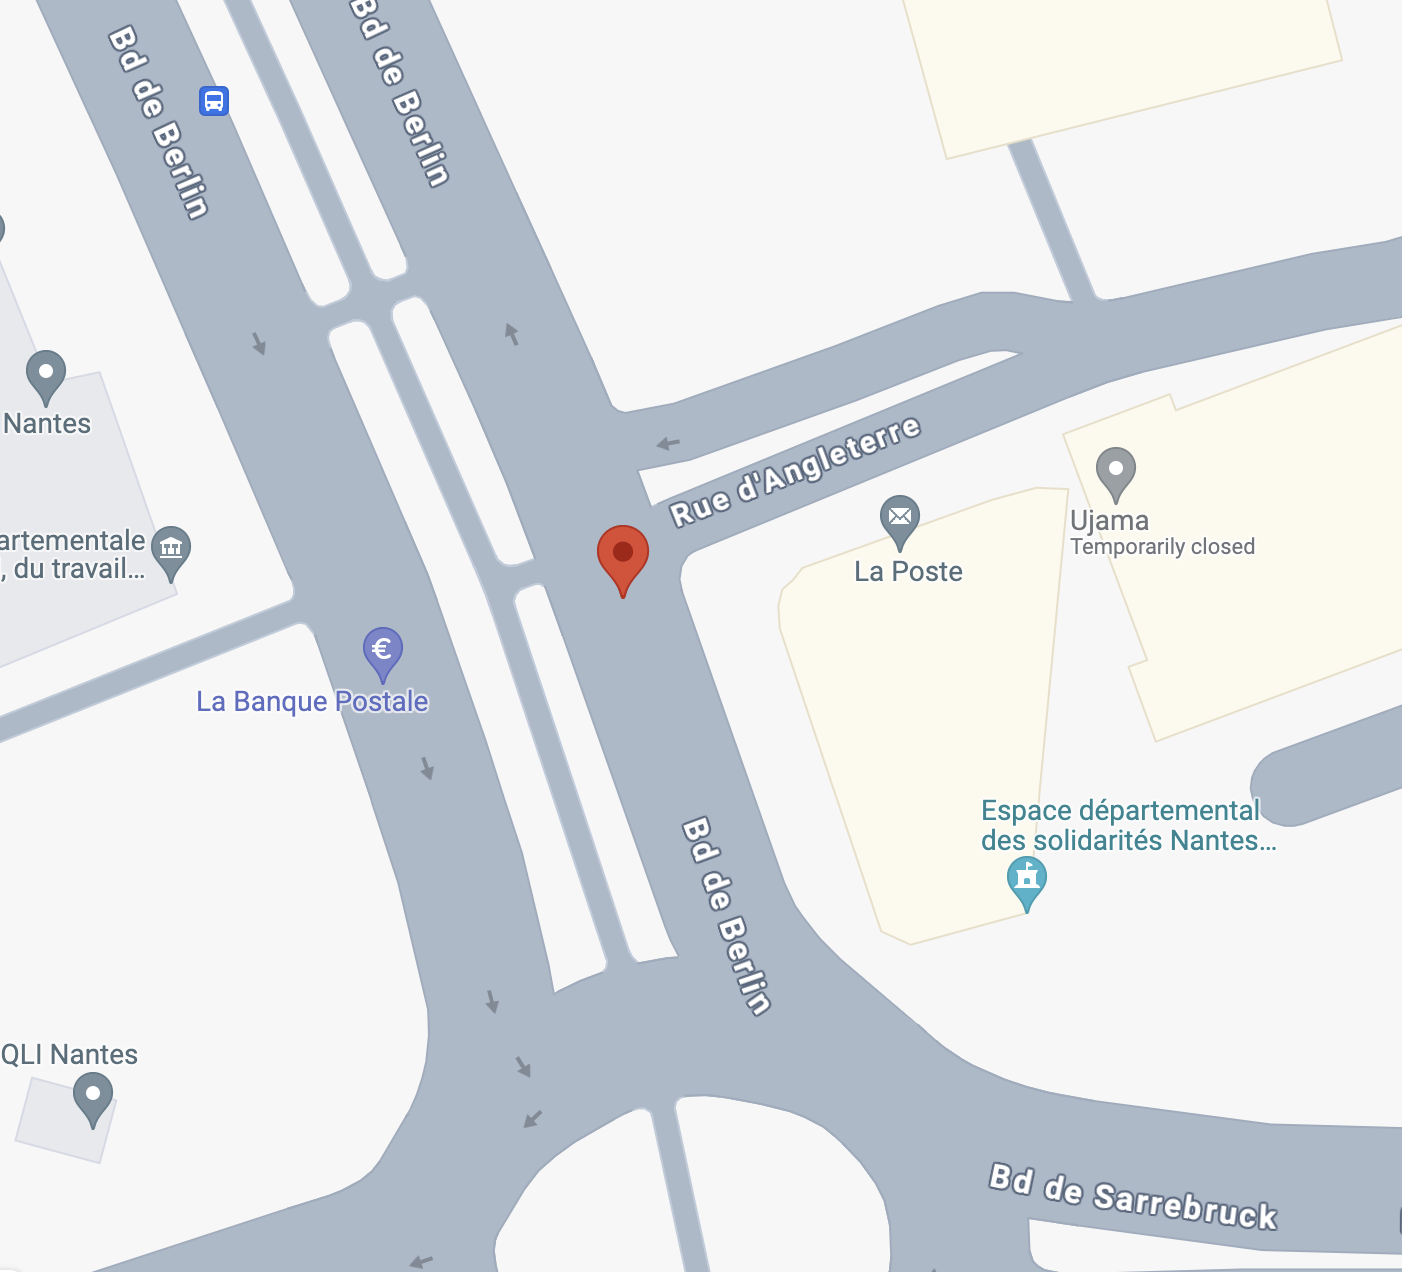 Bd de Berlin
Bd de Berlin
Nantes
Rue d'Angleterre
Ujama
Temporarily closed
artementale
, du travail...
La Poste
La Banque Postale
Espace départemental
des solidarités Nantes...
Bd de Berlin
QLI Nantes
Bd de Sarrebruck